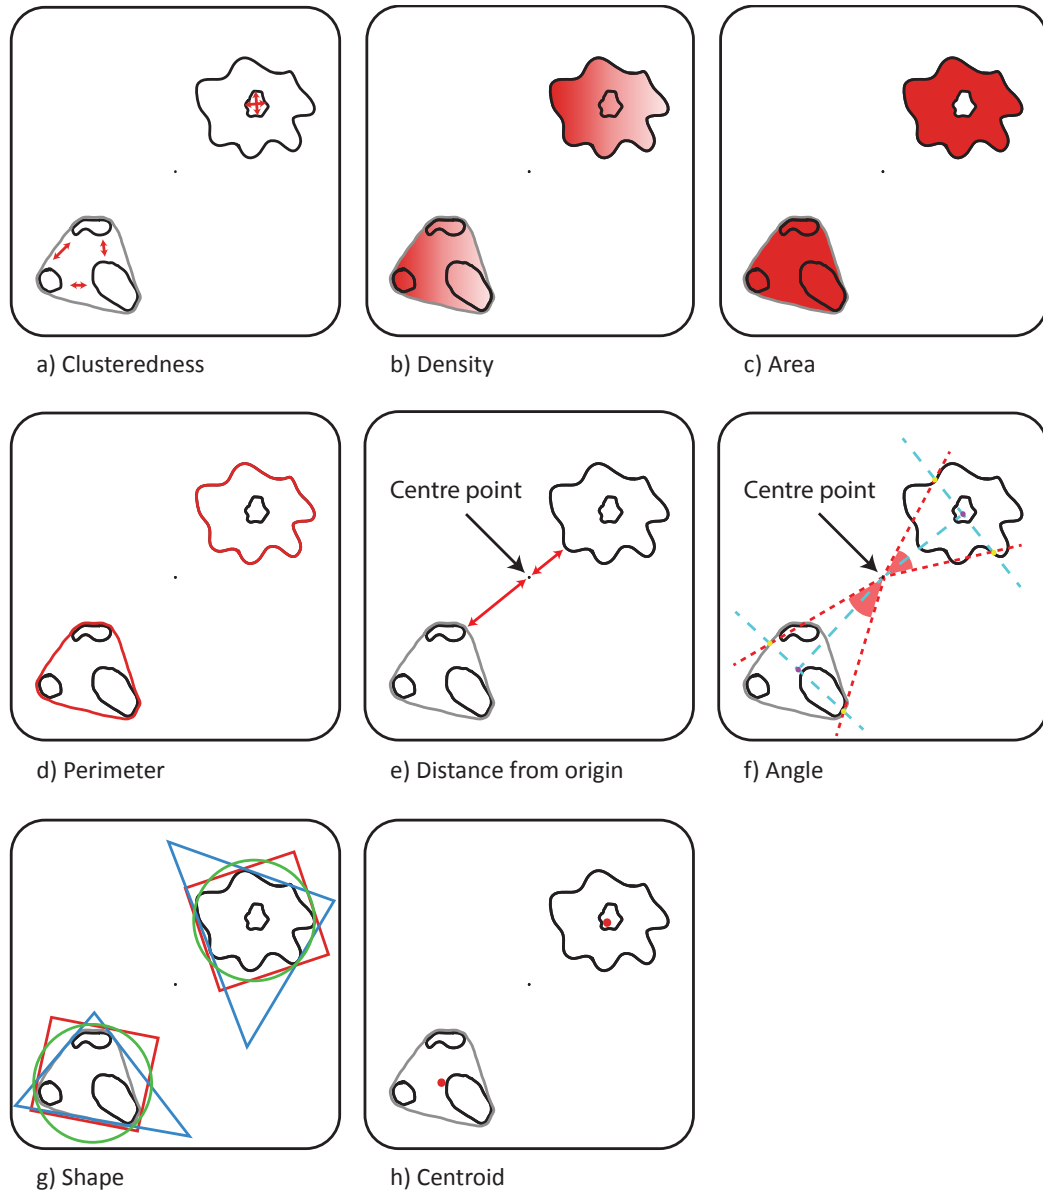 a) Clusteredness
b) Density
c) Area
Centre point
Centre point
d) Perimeter
e) Distance from origin
f) Angle
g) Shape
h) Centroid